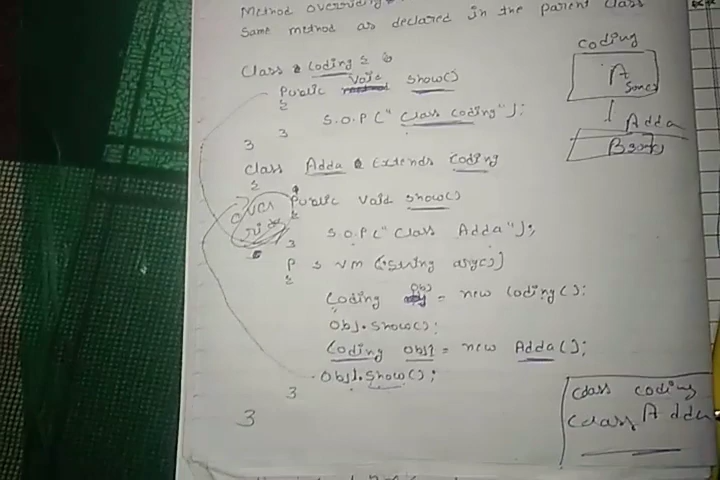 Method overriding
Same method as declared in the parent class
Class Coding {
Public void show()
{
S.O.P("Class Coding");
}
}
Class Adda Extends Coding
{
Public void show()
{
S.O.P("Class Adda");
}
P S V M (String args[])
{
Coding obj = new Coding();
Obj.show();
Coding obj1 = new Adda();
Obj1.show();
}
}
Coding
A
Adda
B
class coding
class Adda